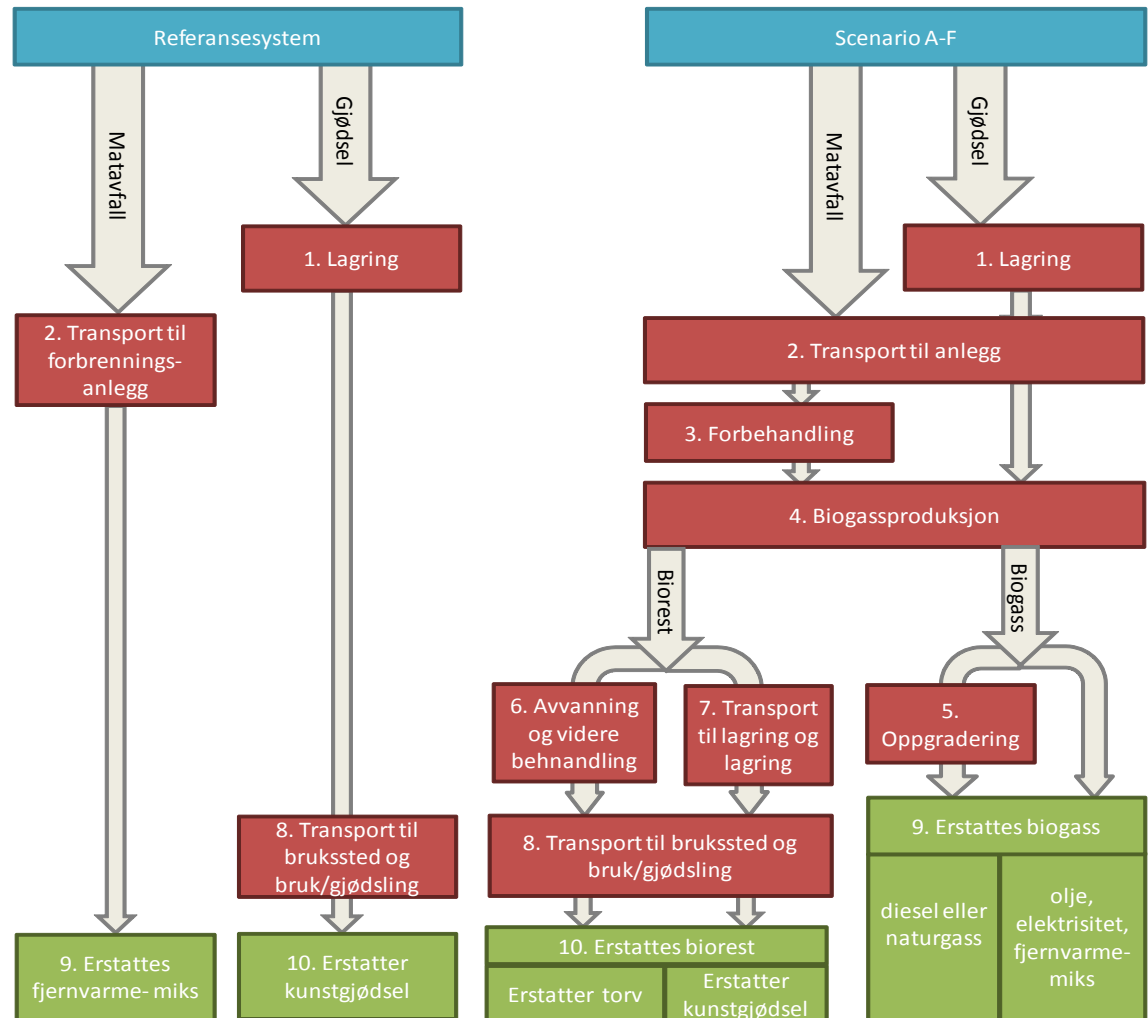 Referansesystem
Matavfall
Gjødsel
1. Lagring
2. Transport til
forbrennings-
anlegg
8. Transport til
brukssted og
bruk/gjødsling
9. Erstattes
fjernvarme- miks
10. Erstatter
kunstgjødsel
Scenario A-F
Matavfall
Gjødsel
1. Lagring
2. Transport til anlegg
3. Forbehandling
4. Biogassproduksjon
Biorest
Biogass
6. Avvanning
og videre
behnandling
7. Transport
til lagring og
lagring
5.
Oppgradering
8. Transport til brukssted og
bruk/gjødsling
9. Erstattes biogass
diesel eller
naturgass
olje,
elektrisitet,
fjernvarme-
miks
10. Erstattes biorest
Erstatter torv
Erstatter
kunstgjødsel